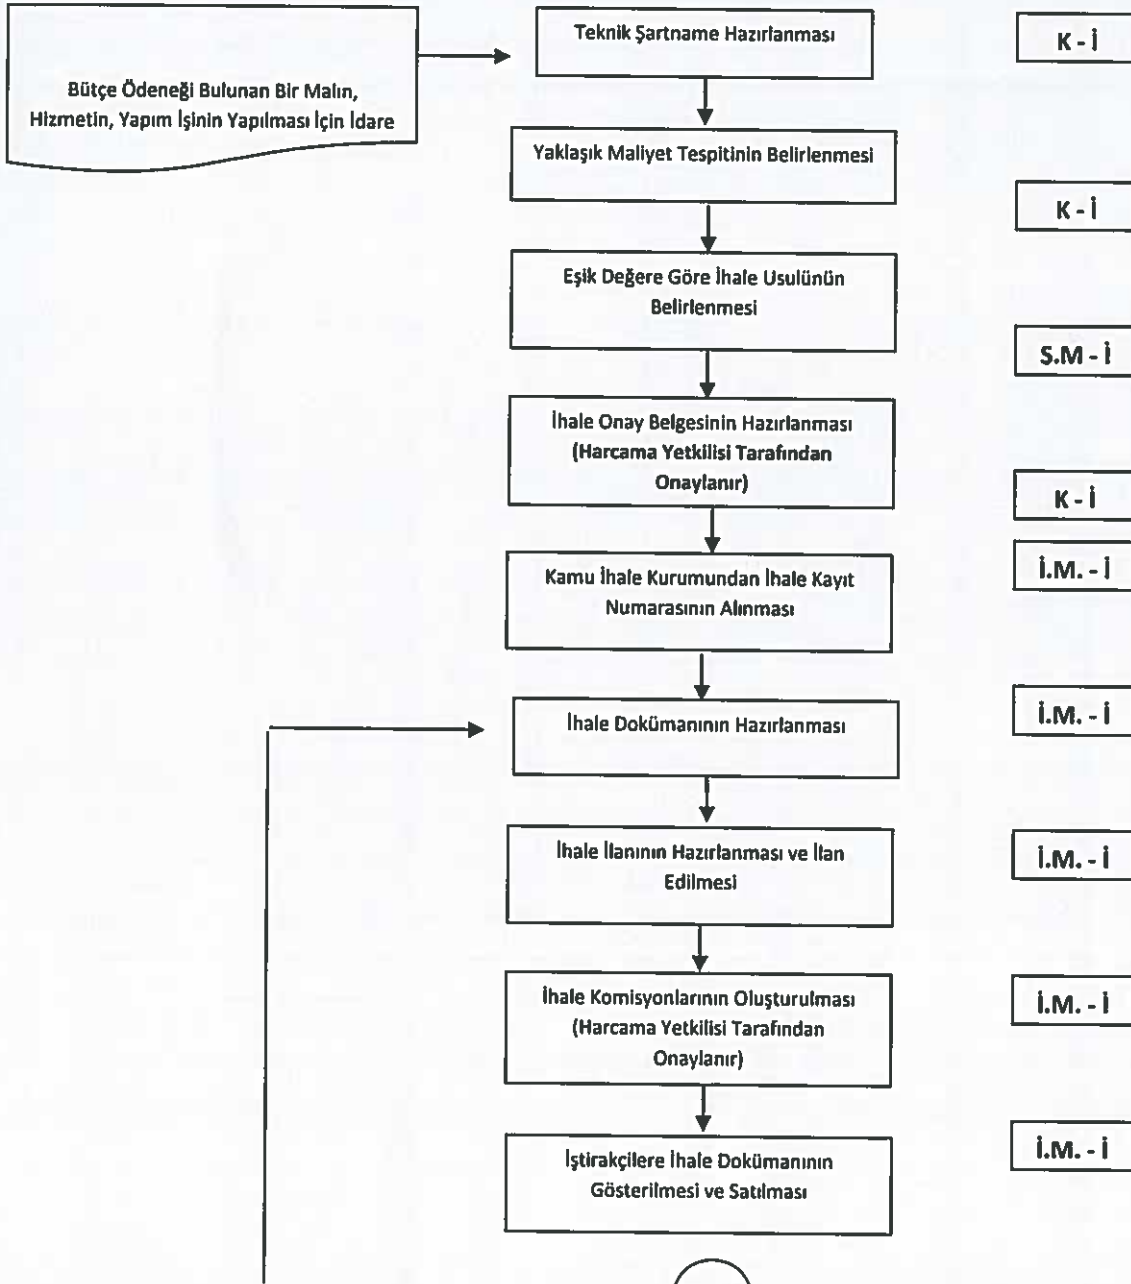 Teknik Şartname Hazırlanması
K - İ
Bütçe Ödeneği Bulunan Bir Malın,
Hizmetin, Yapım İşinin Yapılması İçin İdare
Yaklaşık Maliyet Tespitinin Belirlenmesi
K - İ
Eşik Değere Göre İhale Usulünün
Belirlenmesi
S.M - İ
İhale Onay Belgesinin Hazırlanması
(Harcama Yetkilisi Tarafından
Onaylanır)
K - İ
Kamu İhale Kurumundan İhale Kayıt
Numarasının Alınması
İ.M. - İ
İhale Dokümanının Hazırlanması
İ.M. - İ
İhale İlanının Hazırlanması ve İlan
Edilmesi
İ.M. - İ
İhale Komisyonlarının Oluşturulması
(Harcama Yetkilisi Tarafından
Onaylanır)
İ.M. - İ
İştirakçilere İhale Dokümanının
Gösterilmesi ve Satılması
İ.M. - İ